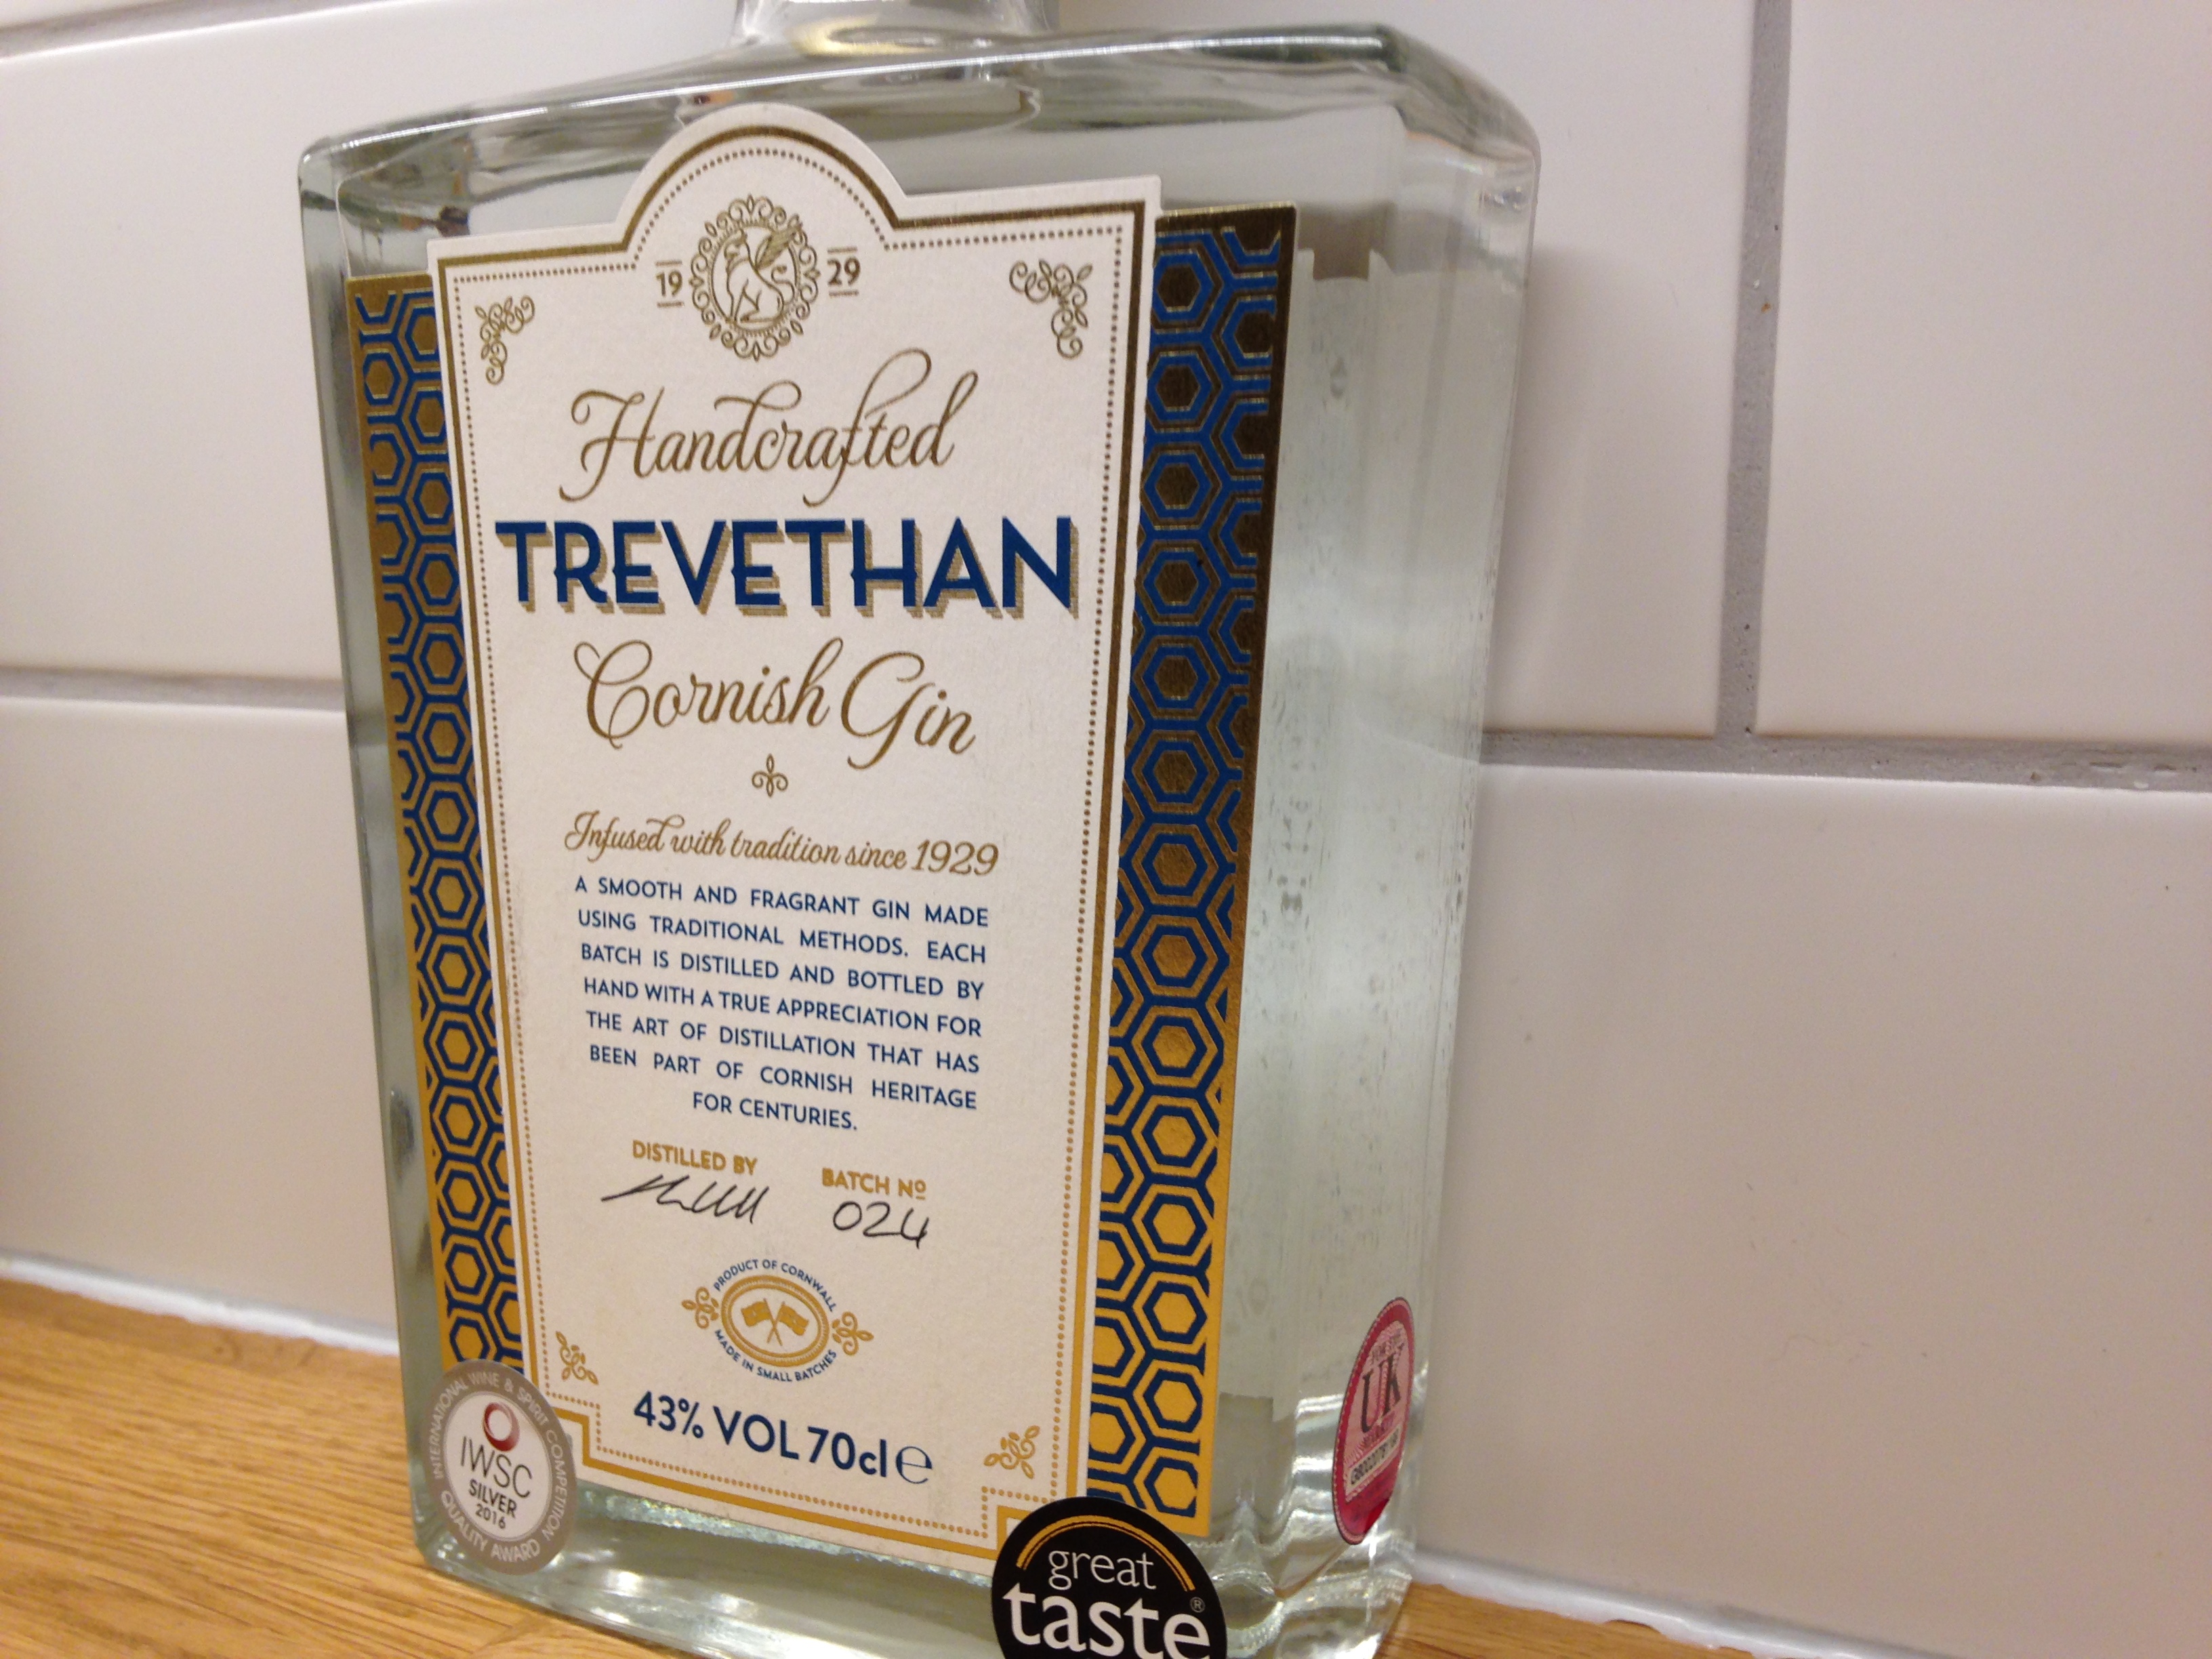 19 29
Handcrafted
TREVETHAN
Cornish Gin
Infused with tradition since 1929
A SMOOTH AND FRAGRANT GIN MADE
USING TRADITIONAL METHODS. EACH
BATCH IS DISTILLED AND BOTTLED BY
HAND WITH A TRUE APPRECIATION FOR
THE ART OF DISTILLATION THAT HAS
BEEN PART OF CORNISH HERITAGE
FOR CENTURIES.
DISTILLED BY
BATCH Nº
024
PRODUCT OF CORNWALL
MADE IN SMALL BATCHES
43% VOL 70cl e
INTERNATIONAL WINE & SPIRIT COMPETITION
IWSC
SILVER
2016
QUALITY AWARD
great
taste®
UK